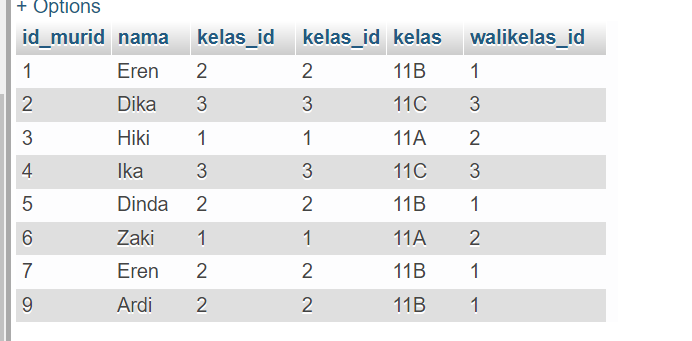 + Options
id_murid nama kelas_id kelas_id kelas walikelas_id
1 Eren 2 2 11B 1
2 Dika 3 3 11C 3
3 Hiki 1 1 11A 2
4 Ika 3 3 11C 3
5 Dinda 2 2 11B 1
6 Zaki 1 1 11A 2
7 Eren 2 2 11B 1
9 Ardi 2 2 11B 1